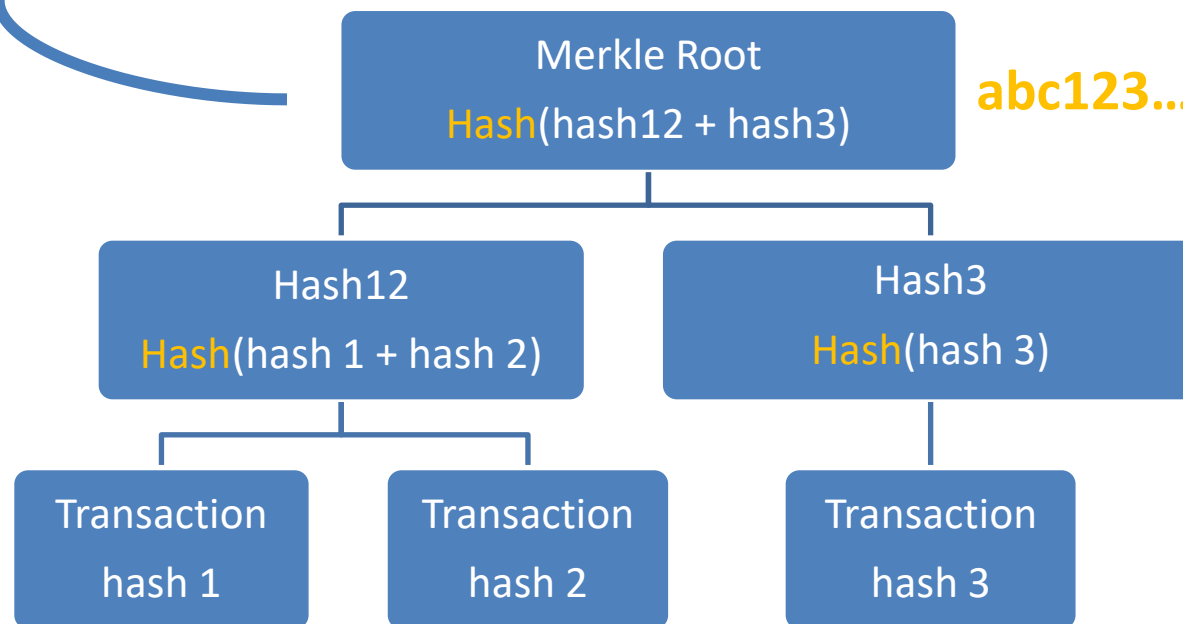 Merkle Root
Hash(hash12 + hash3)
abc123...
Hash12
Hash(hash 1 + hash 2)
Hash3
Hash(hash 3)
Transaction
hash 1
Transaction
hash 2
Transaction
hash 3